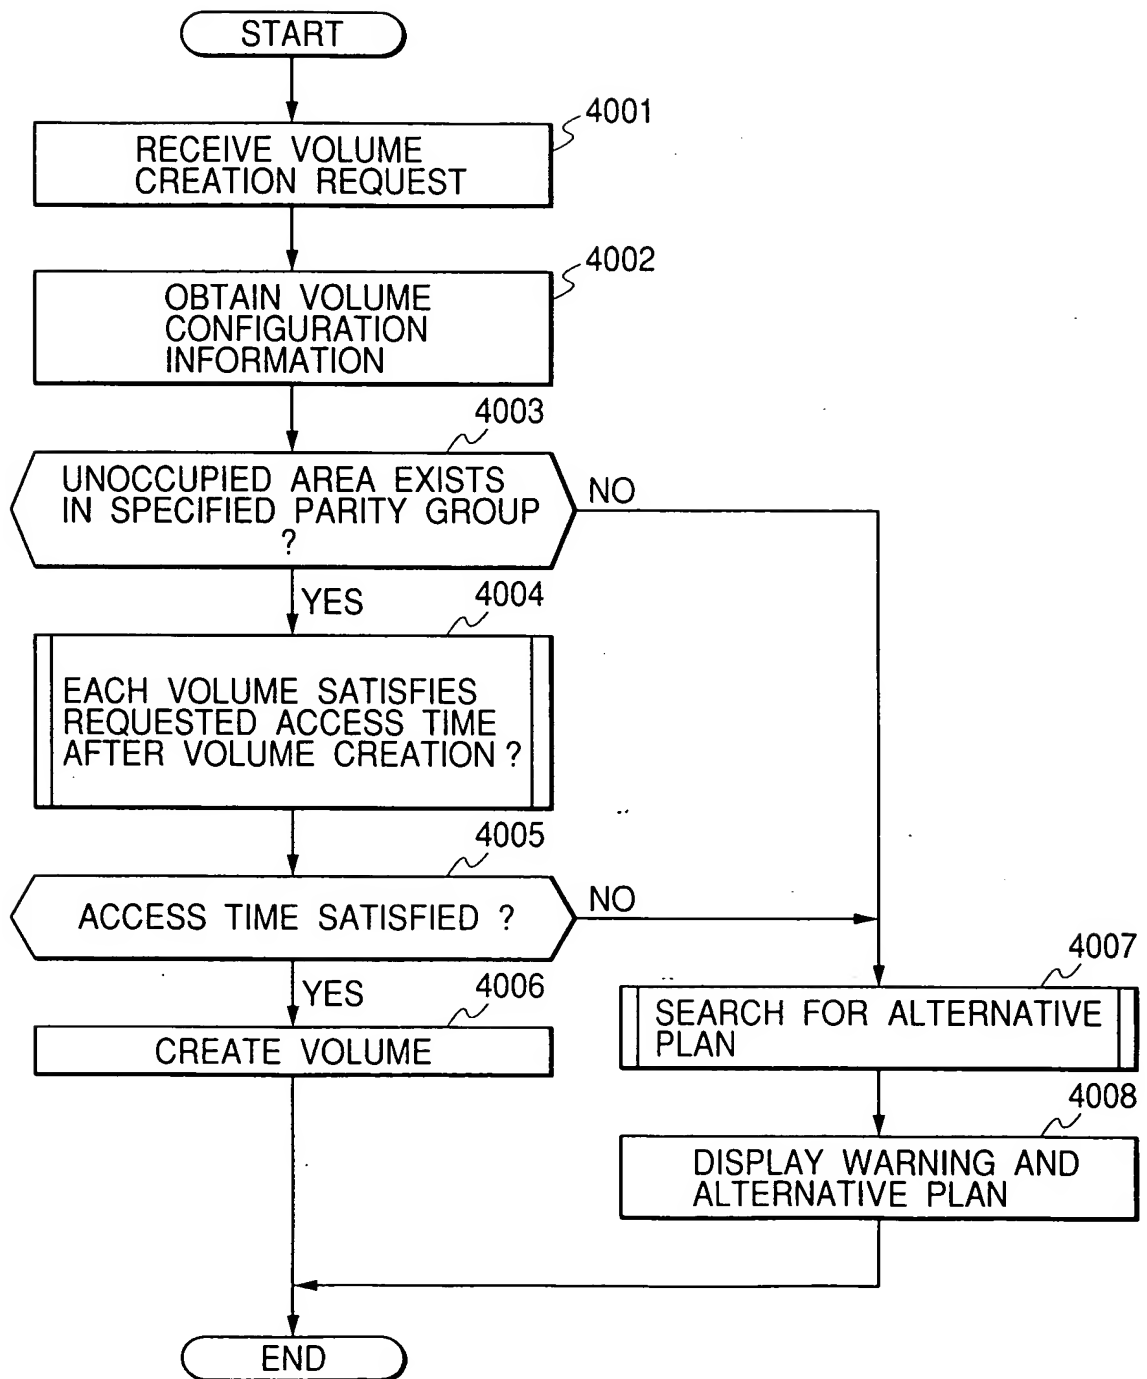 START
4001
RECEIVE VOLUME
CREATION REQUEST
4002
OBTAIN VOLUME
CONFIGURATION
INFORMATION
4003
UNOCCUPIED AREA EXISTS
IN SPECIFIED PARITY GROUP
?
NO
YES
4004
EACH VOLUME SATISFIES
REQUESTED ACCESS TIME
AFTER VOLUME CREATION ?
4005
ACCESS TIME SATISFIED ?
NO
YES
4006
CREATE VOLUME
4007
SEARCH FOR ALTERNATIVE
PLAN
4008
DISPLAY WARNING AND
ALTERNATIVE PLAN
END